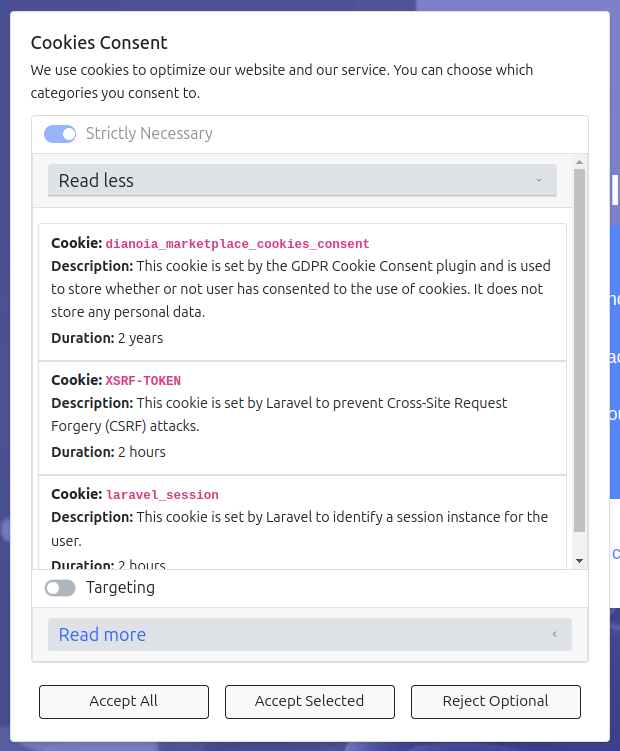 Cookies Consent
We use cookies to optimize our website and our service. You can choose which
categories you consent to.
Strictly Necessary
Read less
Cookie: dianoia_marketplace_cookies_consent
Description: This cookie is set by the GDPR Cookie Consent plugin and is used
to store whether or not user has consented to the use of cookies. It does not
store any personal data.
Duration: 2 years
Cookie: XSRF-TOKEN
Description: This cookie is set by Laravel to prevent Cross-Site Request
Forgery (CSRF) attacks.
Duration: 2 hours
Cookie: laravel_session
Description: This cookie is set by Laravel to identify a session instance for the
user.
Duration: 2 hours
Targeting
Read more
Accept All
Accept Selected
Reject Optional